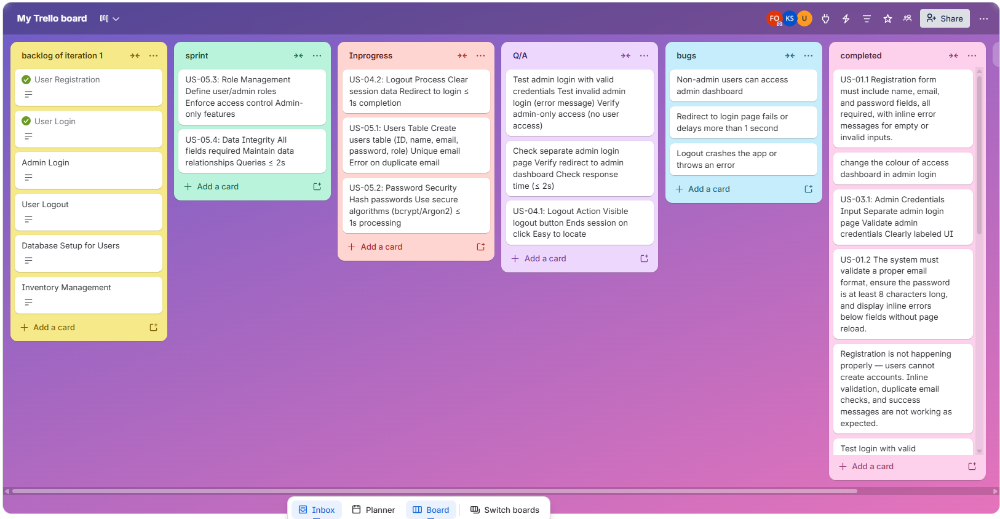 My Trello board
FO
KS
U
Share
backlog of iteration 1
User Registration
User Login
Admin Login
User Logout
Database Setup for Users
Inventory Management
Add a card
sprint
US-05.3: Role Management
Define user/admin roles
Enforce access control Admin-
only features
US-05.4: Data Integrity All
fields required Maintain data
relationships Queries ≤ 2s
Add a card
Inprogress
US-04.2: Logout Process Clear
session data Redirect to login ≤
1s completion
US-05.1: Users Table Create
users table (ID, name, email,
password, role) Unique email
Error on duplicate email
US-05.2: Password Security
Hash passwords Use secure
algorithms (bcrypt/Argon2) ≤
1s processing
Add a card
Q/A
Test admin login with valid
credentials Test invalid admin
login (error message) Verify
admin-only access (no user
access)
Check separate admin login
page Verify redirect to admin
dashboard Check response
time (≤ 2s)
US-04.1: Logout Action Visible
logout button Ends session on
click Easy to locate
Add a card
bugs
Non-admin users can access
admin dashboard
Redirect to login page fails or
delays more than 1 second
Logout crashes the app or
throws an error
Add a card
completed
US-01.1 Registration form
must include name, email,
and password fields, all
required, with inline error
messages for empty or
invalid inputs.
change the colour of access
dashboard in admin login
US-03.1: Admin Credentials
Input Separate admin login
page Validate admin
credentials Clearly labeled UI
US-01.2 The system must
validate a proper email
format, ensure the password
is at least 8 characters long,
and display inline errors
below fields without page
reload.
Registration is not happening
properly — users cannot
create accounts. Inline
validation, duplicate email
checks, and success
messages are not working as
expected.
Test login with valid
Add a card
Inbox
Planner
Board
Switch boards